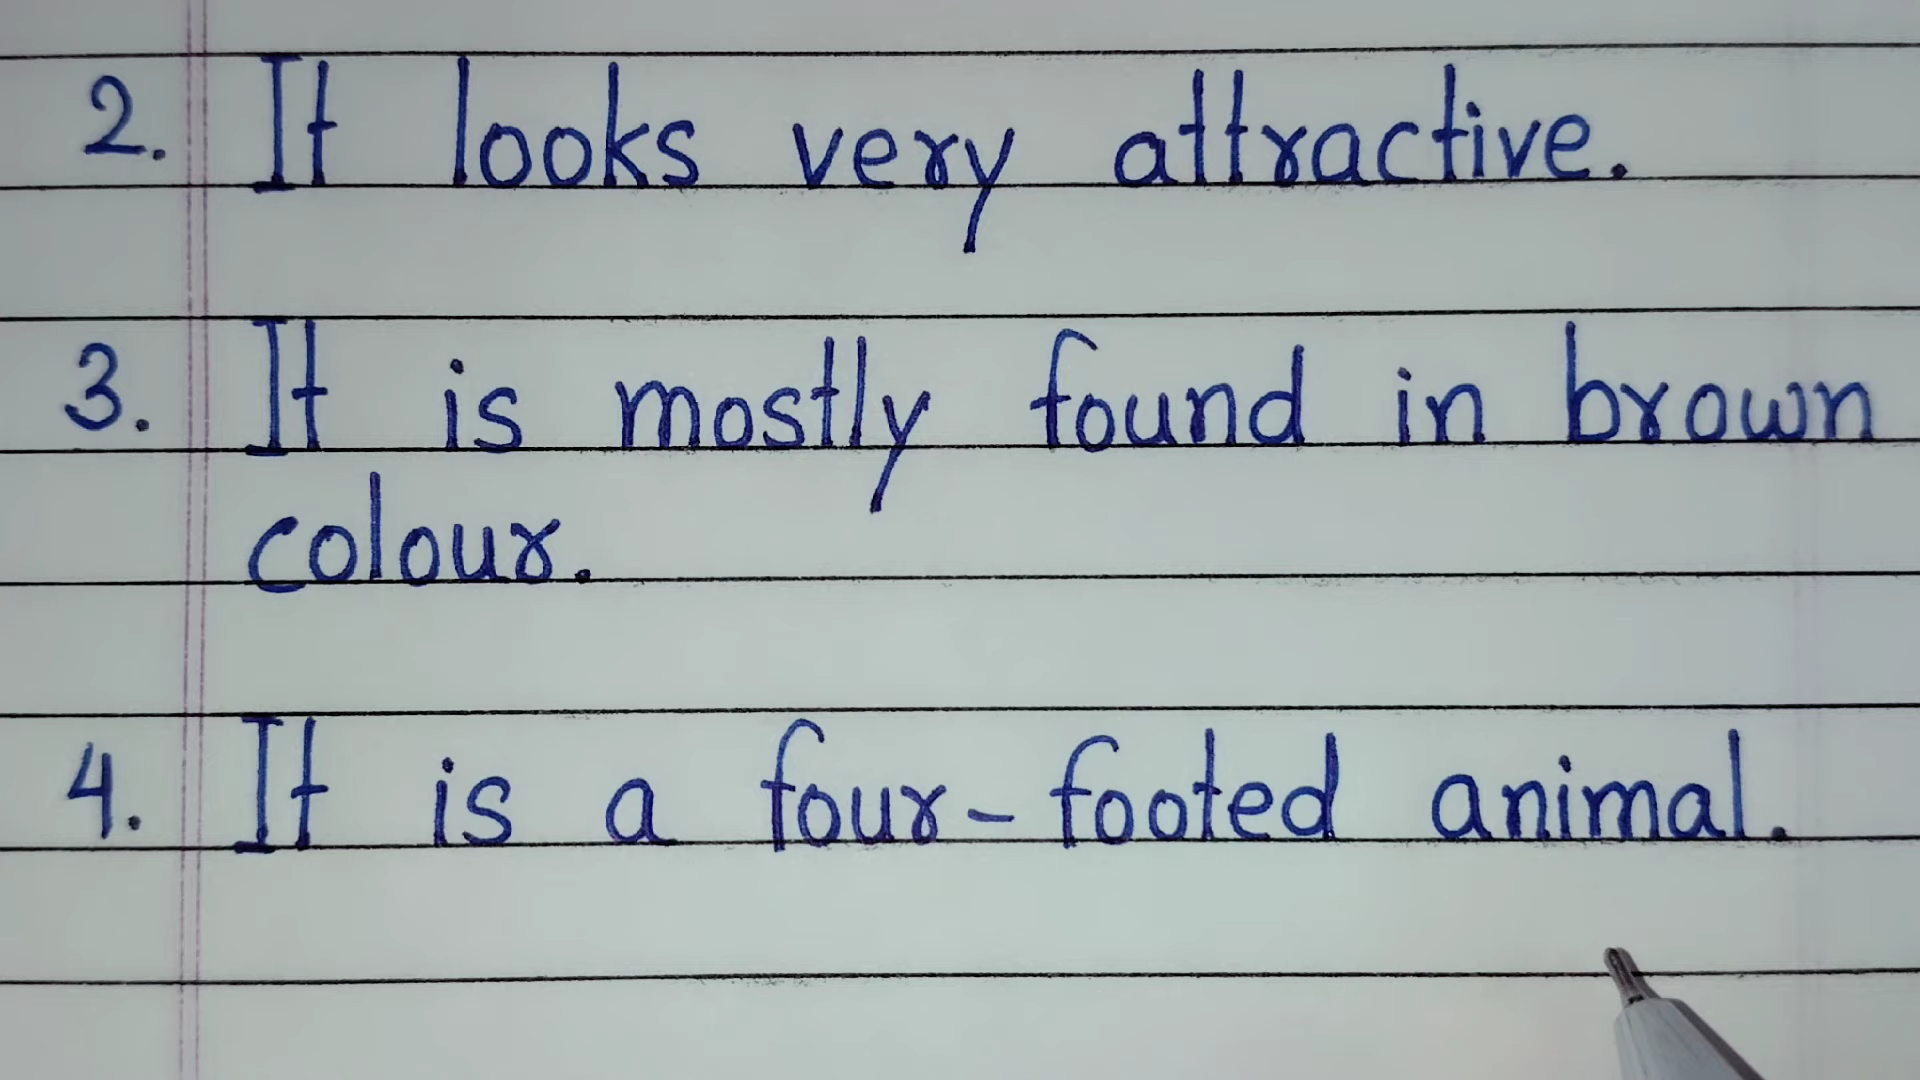 2. It looks very attractive.
3. It is mostly found in brown
colour.
4. It is a four-footed animal.